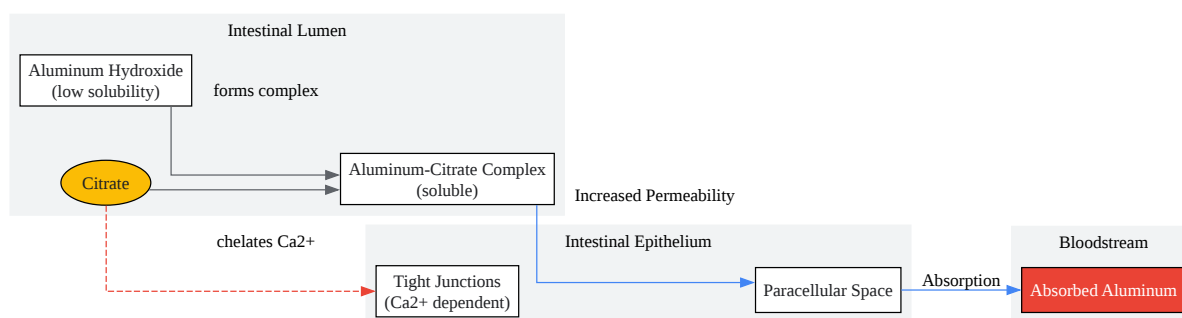 Intestinal Lumen
Aluminum Hydroxide
(low solubility)
forms complex
Citrate
Aluminum-Citrate Complex
(soluble)
Increased Permeability
chelates Ca2+
Intestinal Epithelium
Tight Junctions
(Ca2+ dependent)
Paracellular Space
Absorption
Bloodstream
Absorbed Aluminum